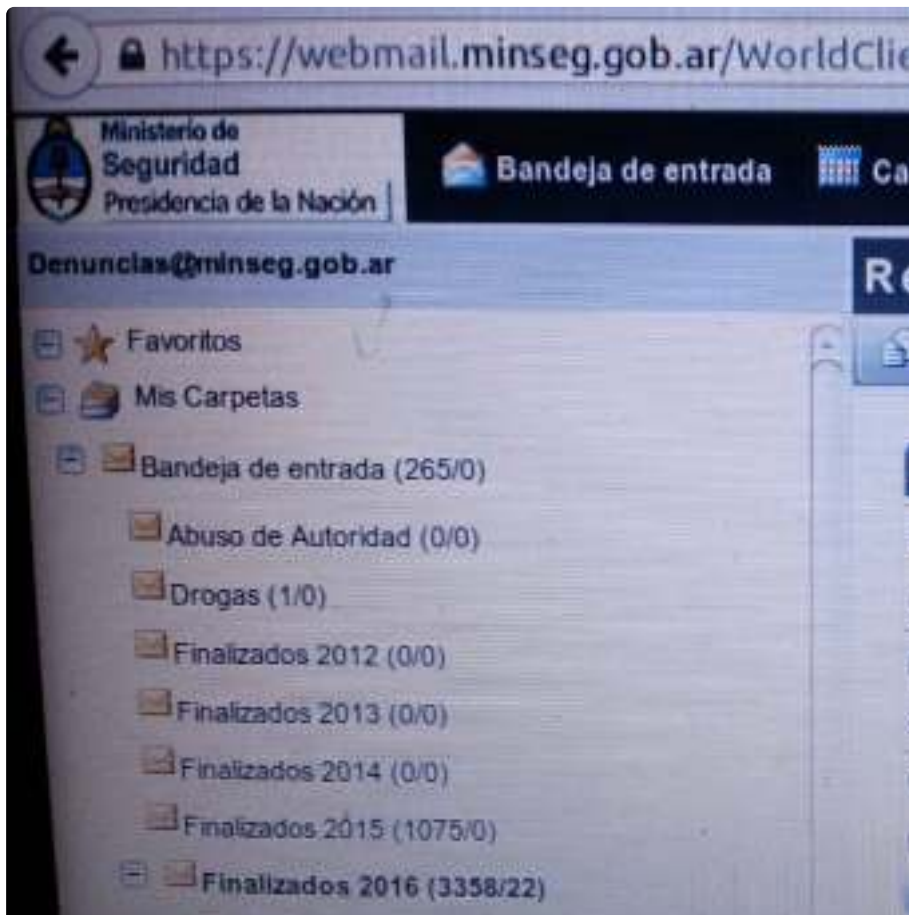 https://webmail.minseg.gob.ar/WorldClie
Ministerio de
Seguridad
Presidencia de la Nación
Bandeja de entrada
Ca
Denuncias@minseg.gob.ar
Re
Favoritos
Mis Carpetas
Bandeja de entrada (265/0)
Abuso de Autoridad (0/0)
Drogas (1/0)
Finalizados 2012 (0/0)
Finalizados 2013 (0/0)
Finalizados 2014 (0/0)
Finalizados 2015 (1075/0)
Finalizados 2016 (3358/22)